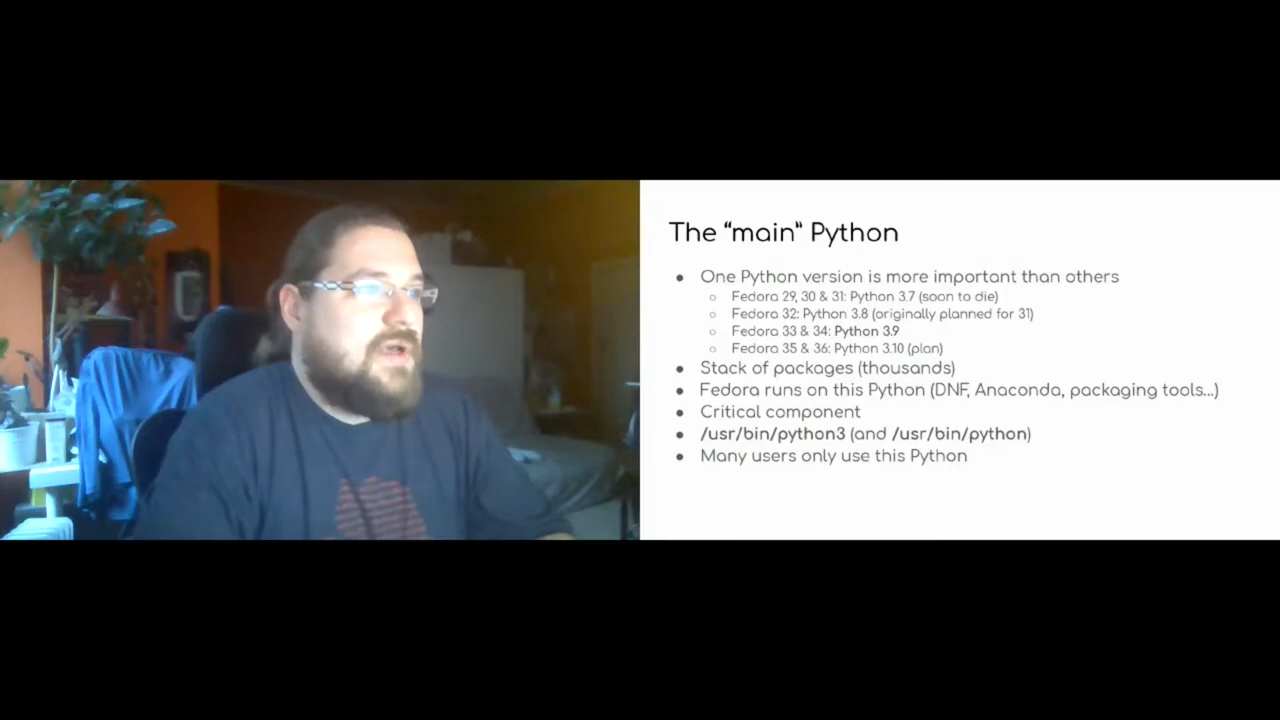 The “main” Python
● One Python version is more important than others
○ Fedora 29, 30 & 31: Python 3.7 (soon to die)
○ Fedora 32: Python 3.8 (originally planned for 31)
○ Fedora 33 & 34: Python 3.9
○ Fedora 35 & 36: Python 3.10 (plan)
● Stack of packages (thousands)
● Fedora runs on this Python (DNF, Anaconda, packaging tools...)
● Critical component
● /usr/bin/python3 (and /usr/bin/python)
● Many users only use this Python